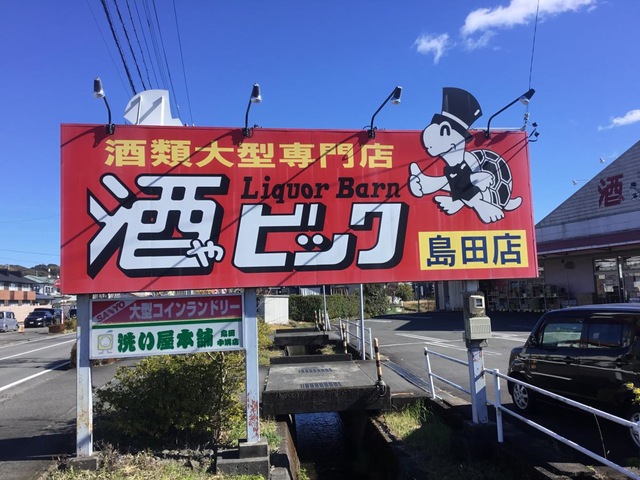 酒類大型専門店
Liquor Barn
酒やビック
島田店
SANYO 大型コインランドリー
洗い屋本舗
酒